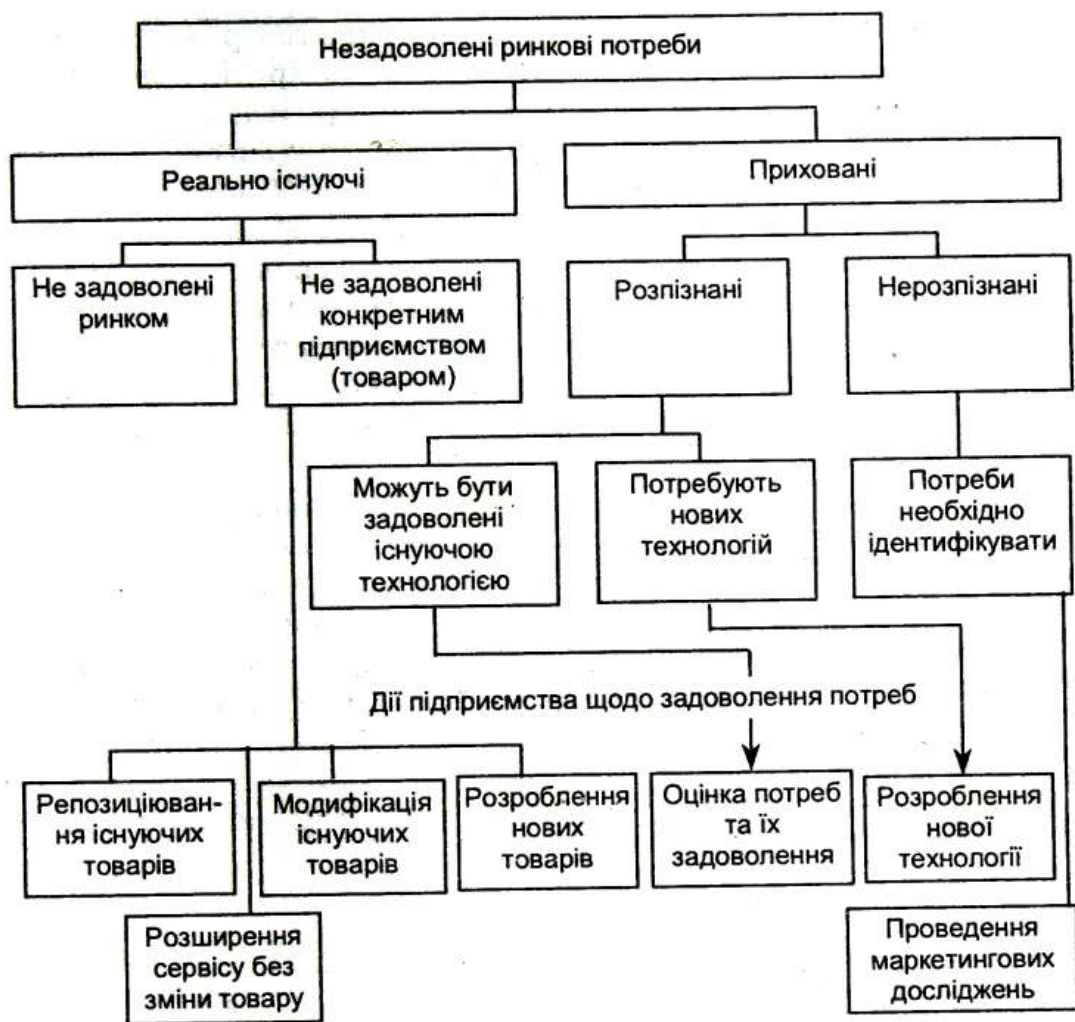 Незадоволені ринкові потреби
Реально існуючі
Приховані
Не задоволені
ринком
Не задоволені
конкретним
підприємством
(товаром)
Розпізнані
Нерозпізнані
Можуть бути
задоволені
існуючою
технологією
Потребують
нових
технологій
Потреби
необхідно
ідентифікувати
Дії підприємства щодо задоволення потреб
Репозиціюван-
ня існуючих
товарів
Модифікація
існуючих
товарів
Розроблення
нових
товарів
Оцінка потреб
та їх
задоволення
Розроблення
нової
технології
Розширення
сервісу без
зміни товару
Проведення
маркетингових
досліджень